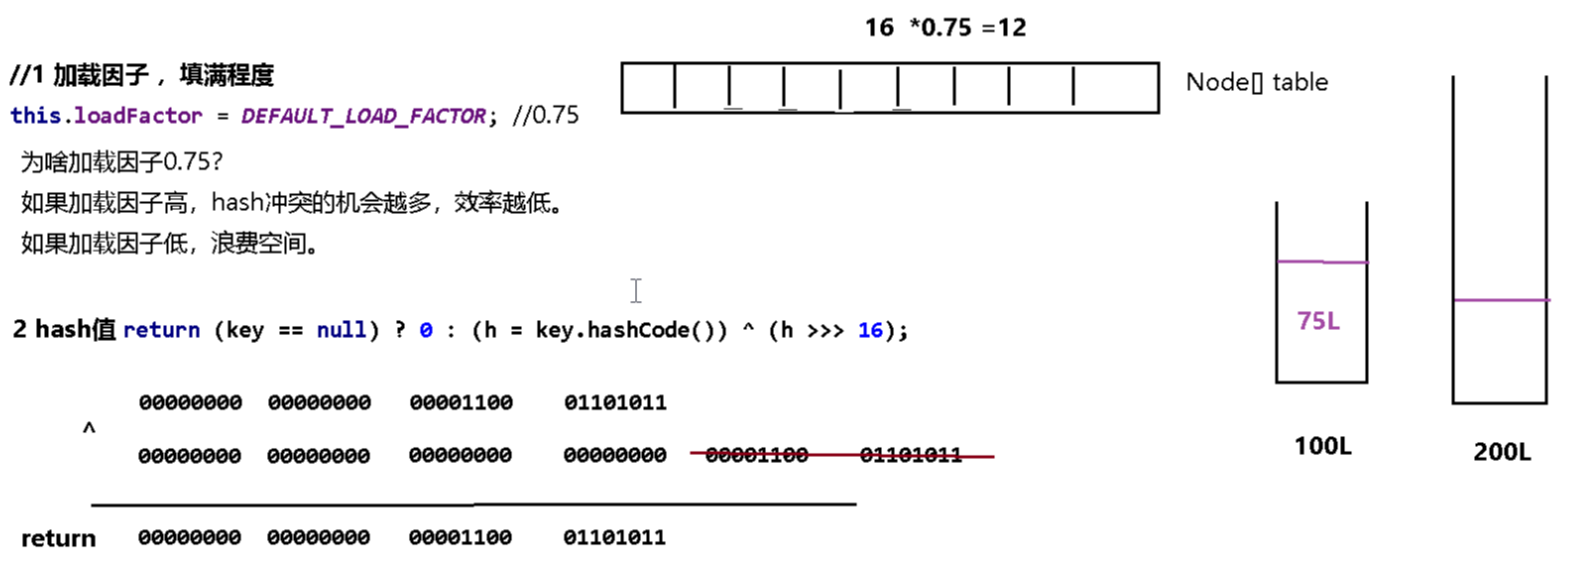 16 *0.75 =12
//1 加载因子 ，填满程度
Node[] table
this.loadFactor = DEFAULT_LOAD_FACTOR; //0.75
为啥加载因子0.75?
如果加载因子高，hash冲突的机会越多，效率越低。
如果加载因子低，浪费空间。
75L
2 hash值 return (key == null) ? 0 : (h = key.hashCode()) ^ (h >>> 16);
00000000 00000000 00001100 01101011
^
100L
200L
00000000 00000000 00000000 00000000 00001100 01101011
return 00000000 00000000 00001100 01101011